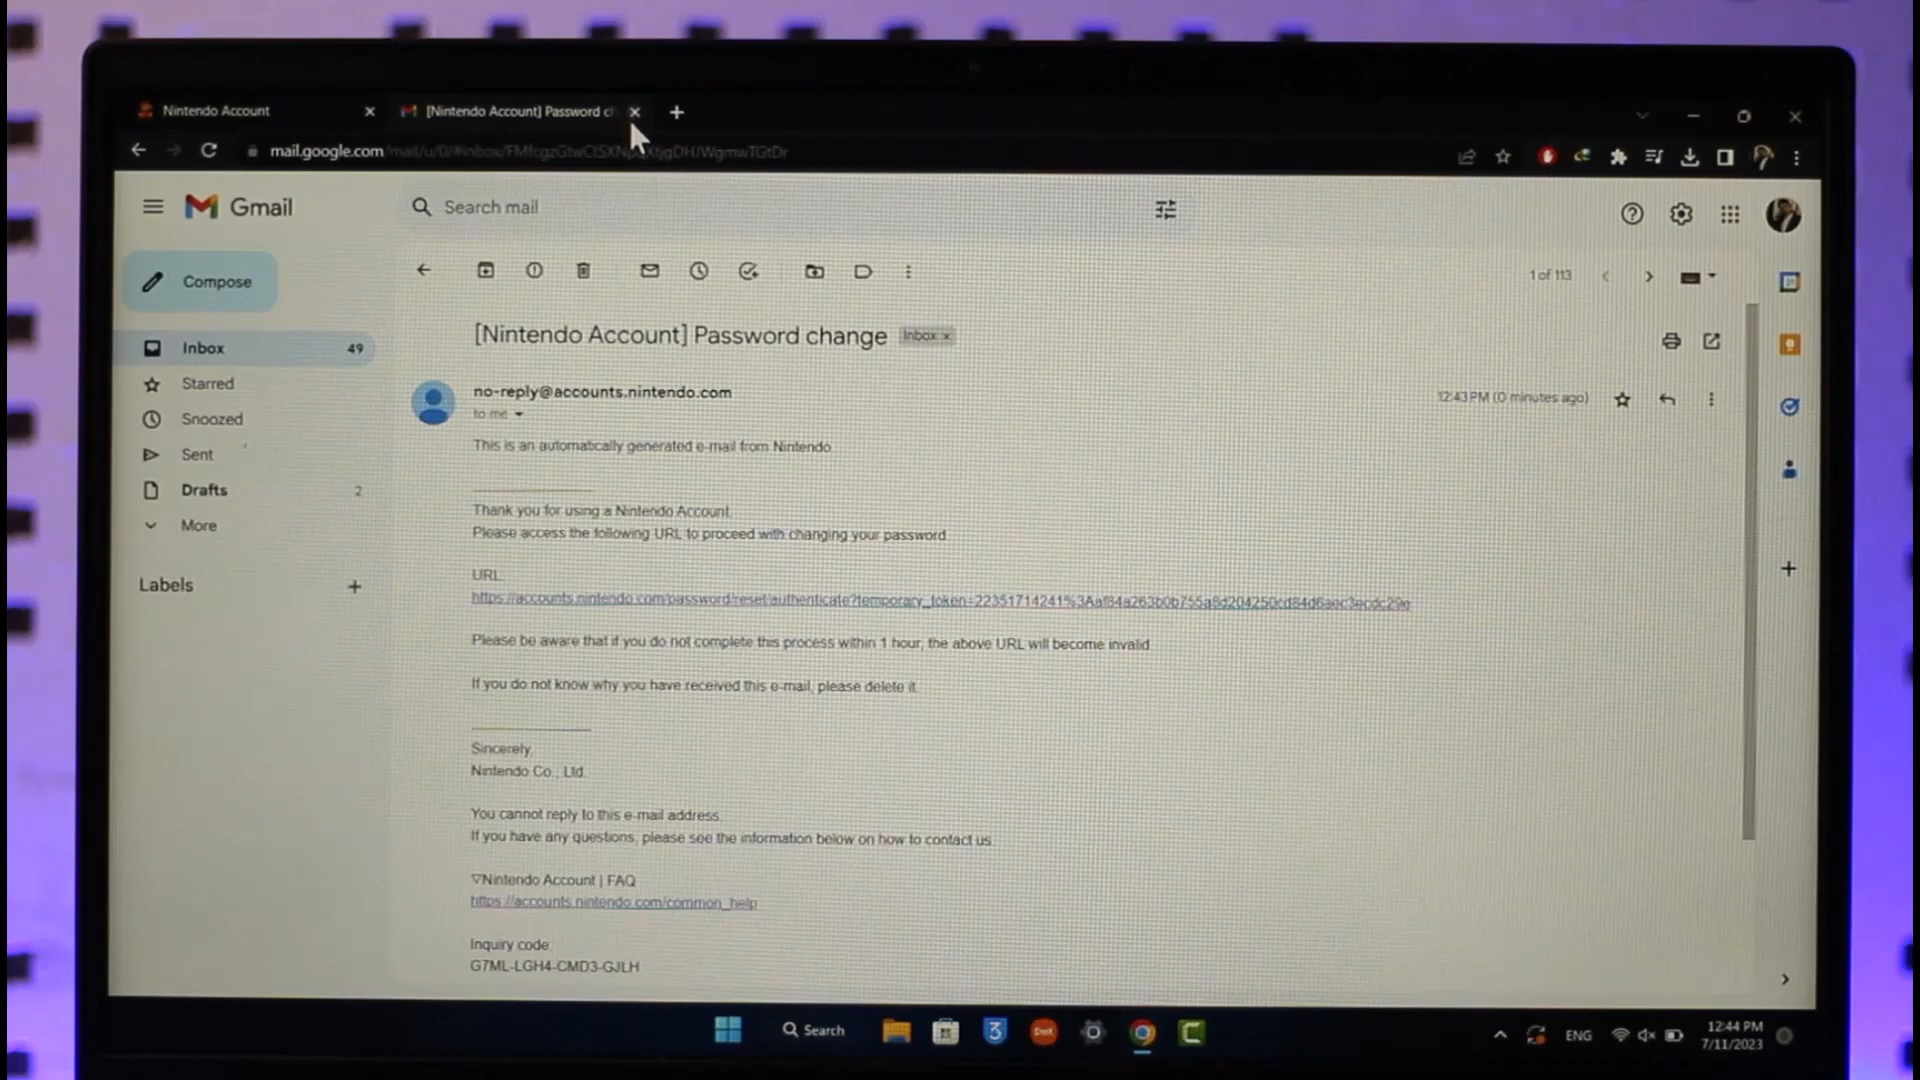 Nintendo Account
[Nintendo Account] Password c
mail.google.com
Gmail
Search mail
Compose
1 of 113
Inbox 49
[Nintendo Account] Password change Inbox ×
Starred
no-reply@accounts.nintendo.com
12:43 PM (0 minutes ago)
to me
Snoozed
This is an automatically generated e-mail from Nintendo.
Sent
Drafts 2
Thank you for using a Nintendo Account.
More
Please access the following URL to proceed with changing your password.
URL:
Labels
Please be aware that if you do not complete this process within 1 hour, the above URL will become invalid.
If you do not know why you have received this e-mail, please delete it.
Sincerely,
Nintendo Co., Ltd.
You cannot reply to this e-mail address.
If you have any questions, please see the information below on how to contact us.
▽Nintendo Account | FAQ
https://accounts.nintendo.com/common_help
Inquiry code:
G7ML-LGH4-CMD3-GJLH
Search
3
ENG
12:44 PM
7/11/2023